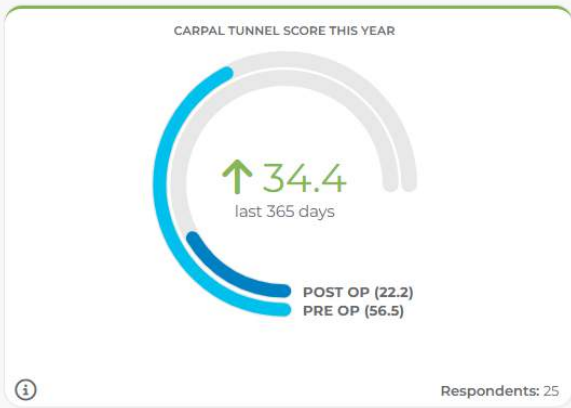 CARPAL TUNNEL SCORE THIS YEAR
↑ 34.4
last 365 days
POST OP (22.2)
PRE OP (56.5)
Respondents: 25